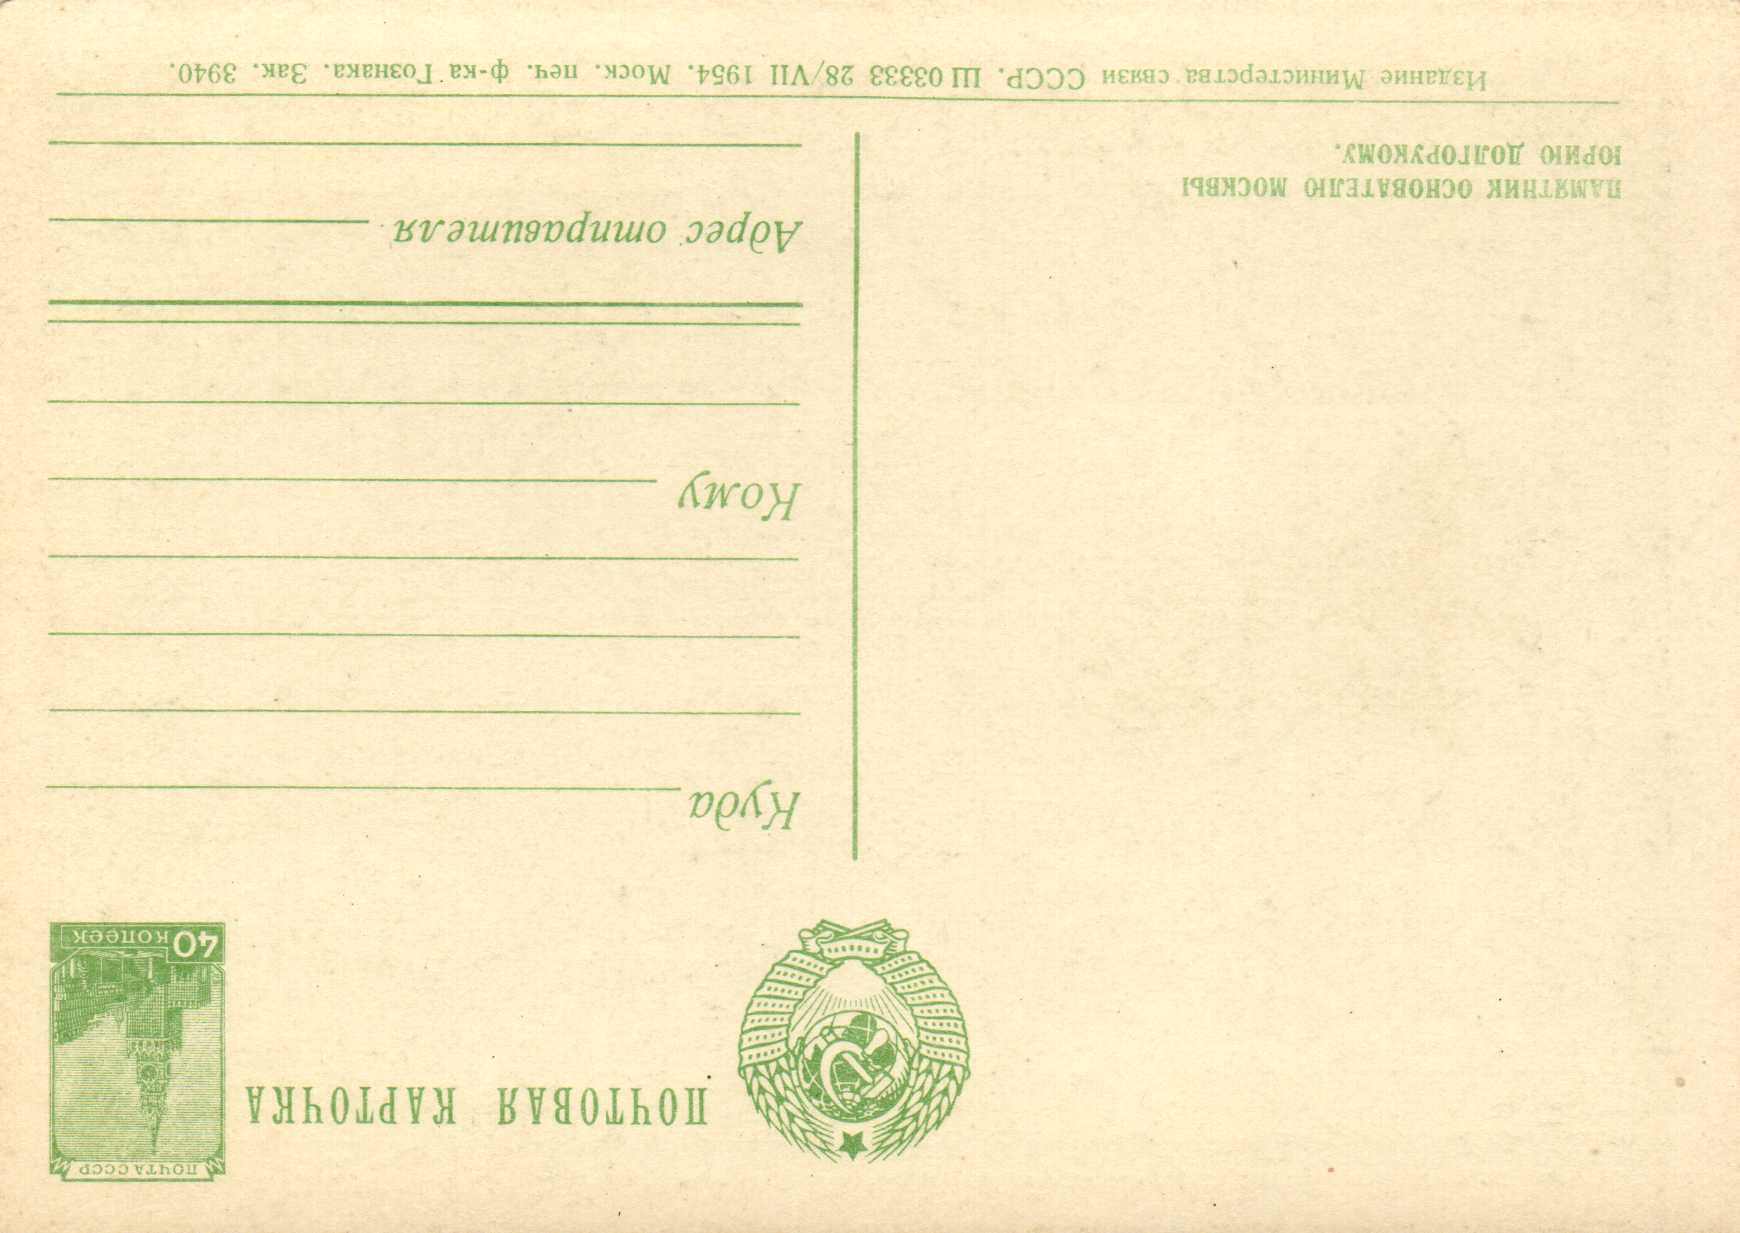 ПОЧТА СССР
40 копеек
ПОЧТОВАЯ КАРТОЧКА
Куда
Кому
Адрес отправителя
ПАМЯТНИК ОСНОВАТЕЛЮ МОСКВЫ
ЮРИЮ ДОЛГОРУКОМУ.
Издание Министерства связи СССР. Ш 03333 28/VII 1954. Моск. печ. ф-ка Гознака. Зак. 3940.